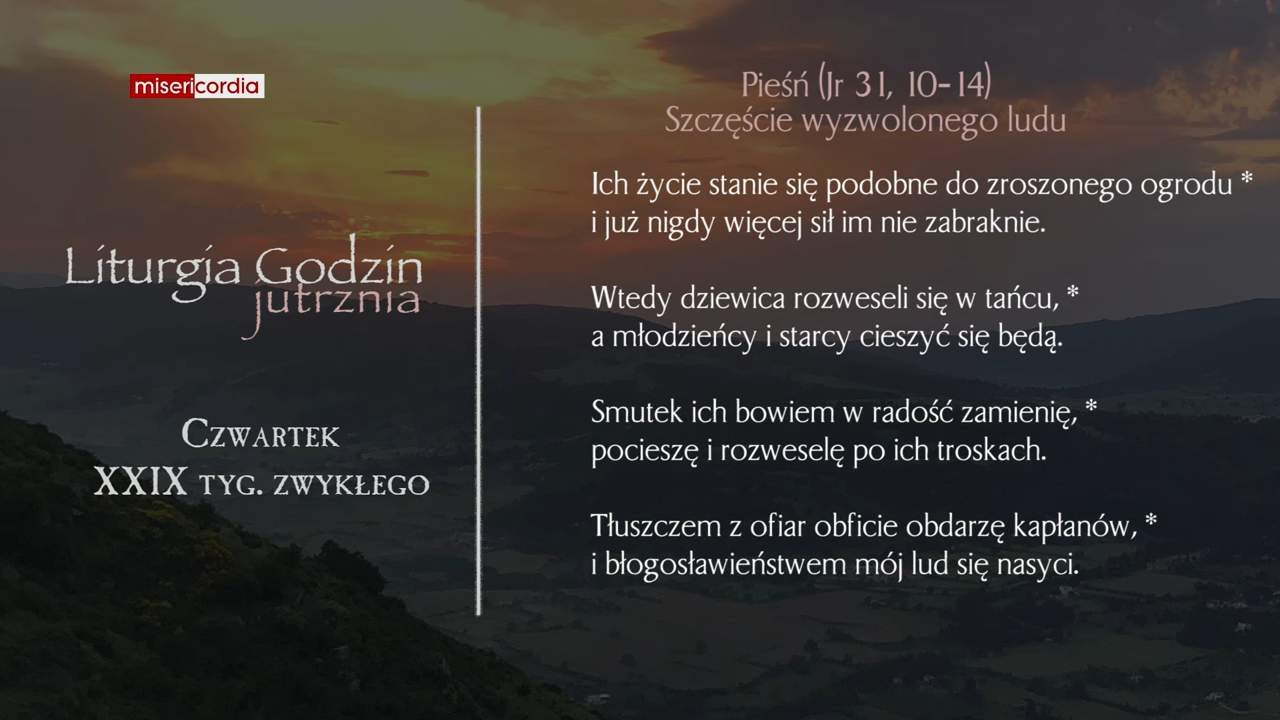 misericordia
Liturgia Godzin
jutrznia
Czwartek
XXIX tyg. zwykłego
Pieśń (Jr 31, 10-14)
Szczęście wyzwolonego ludu
Ich życie stanie się podobne do zroszonego ogrodu *
i już nigdy więcej sił im nie zabraknie.
Wtedy dziewica rozweseli się w tańcu, *
a młodzieńcy i starcy cieszyć się będą.
Smutek ich bowiem w radość zamienię, *
pocieszę i rozweselę po ich troskach.
Tłuszczem z ofiar obficie obdarzę kapłanów, *
i błogosławieństwem mój lud się nasyci.